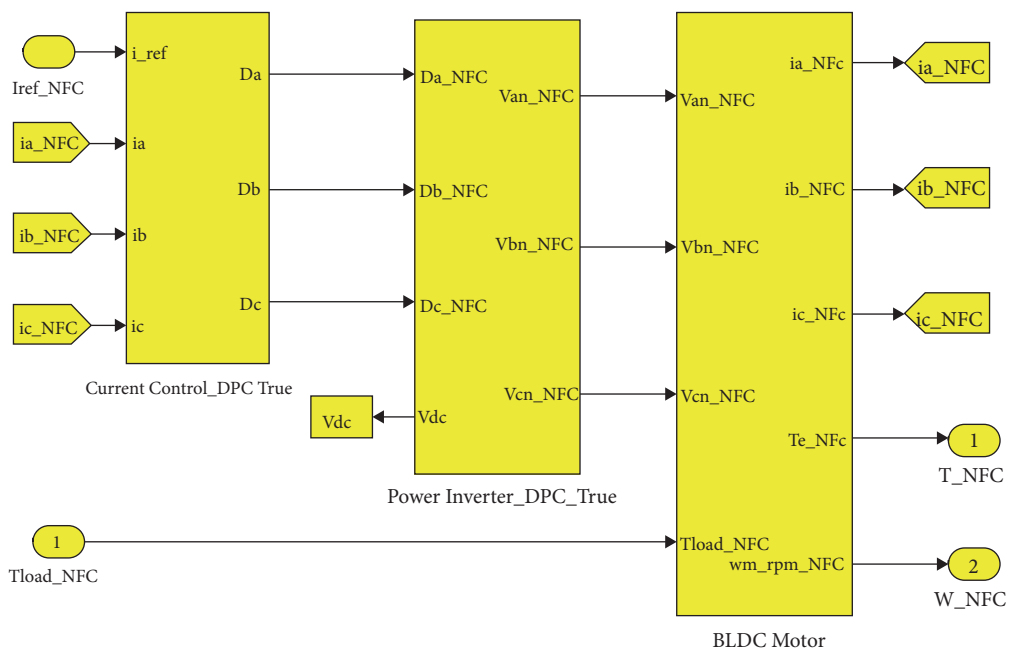 i_ref
Iref_NFC
ia_NFC
ia
ib_NFC
ib
ic_NFC
ic
Da
Db
Dc
Current Control_DPC True
Da_NFC
Db_NFC
Dc_NFC
Van_NFC
Vbn_NFC
Vcn_NFC
Vdc
Vdc
Power Inverter_DPC_True
1
Tload_NFC
Van_NFC
Vbn_NFC
Vcn_NFC
Tload_NFC
ia_NFc
ib_NFC
ic_NFc
Te_NFc
wm_rpm_NFC
BLDC Motor
ia_NFC
ib_NFC
ic_NFC
1
T_NFC
2
W_NFC